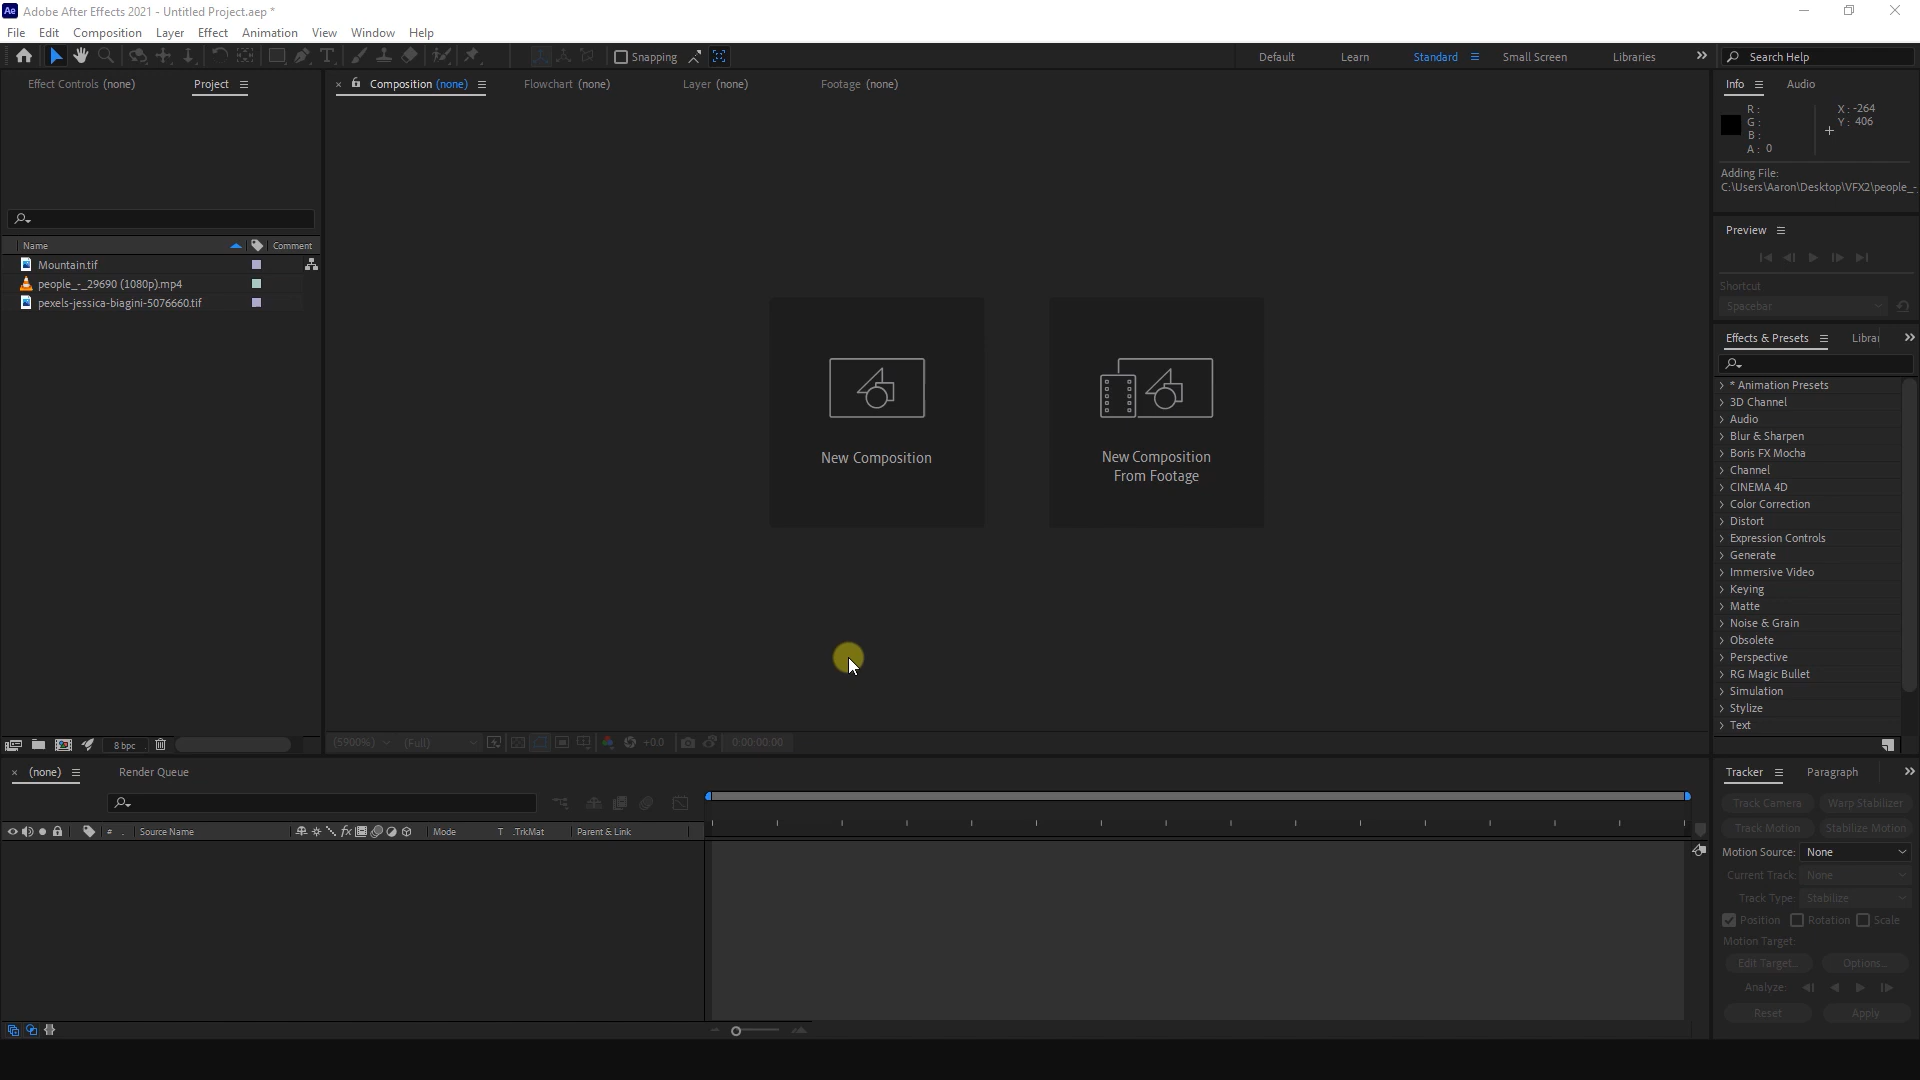 Ae Adobe After Effects 2021 - Untitled Project.aep *
File Edit Composition Layer Effect Animation View Window Help
Snapping
Default Learn Standard Small Screen Libraries Search Help
Effect Controls (none) Project
Composition (none) Flowchart (none) Layer (none) Footage (none)
Name Comment
Mountain.tif
people_-_29690 (1080p).mp4
pexels-jessica-biagini-5076660.tif
New Composition
New Composition
From Footage
Info Audio
R :
G :
B :
A : 0
X : -264
Y : 406
Adding File:
C:\Users\Aaron\Desktop\VFX2\people_-
Preview
Shortcut
Spacebar
Effects & Presets Librar
* Animation Presets
3D Channel
Audio
Blur & Sharpen
Boris FX Mocha
Channel
CINEMA 4D
Color Correction
Distort
Expression Controls
Generate
Immersive Video
Keying
Matte
Noise & Grain
Obsolete
Perspective
RG Magic Bullet
Simulation
Stylize
Text
8 bpc
(5900%) (Full) +0.0 0:00:00:00
(none) Render Queue
# . Source Name fx Mode T .TrkMat Parent & Link
Tracker Paragraph
Track Camera Warp Stabilizer
Track Motion Stabilize Motion
Motion Source: None
Current Track: None
Track Type: Stabilize
Position Rotation Scale
Motion Target:
Edit Target... Options...
Analyze:
Reset Apply